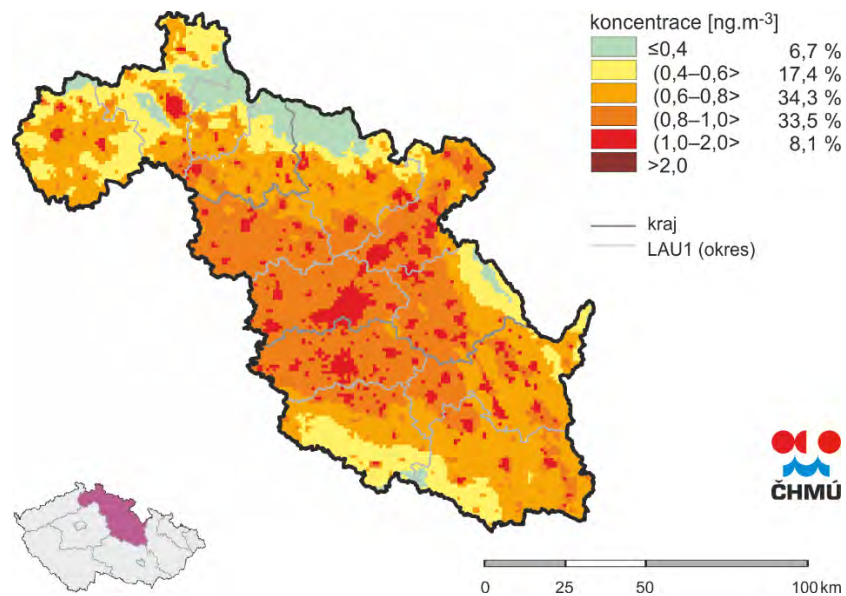 koncentrace [ng.m-3]
≤0,4 6,7 %
(0,4–0,6> 17,4 %
(0,6–0,8> 34,3 %
(0,8–1,0> 33,5 %
(1,0–2,0> 8,1 %
>2,0
kraj
LAU1 (okres)
ČHMÚ
0 25 50 100 km